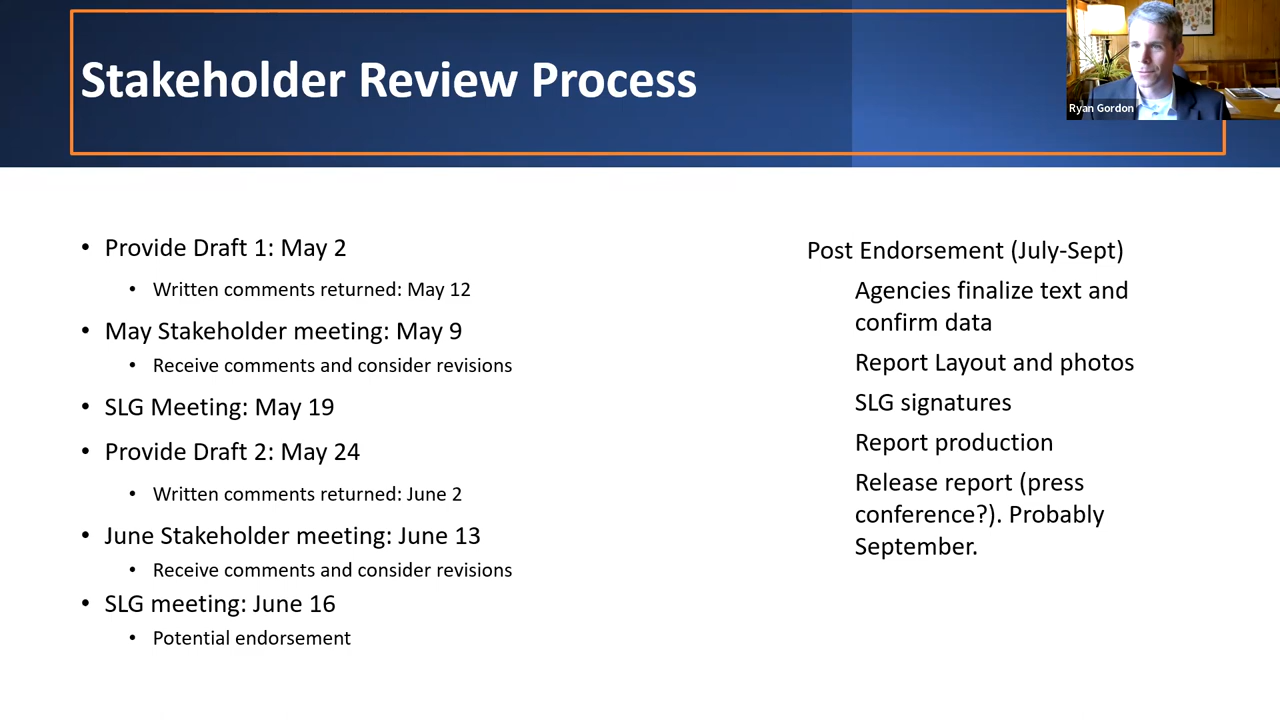 Stakeholder Review Process
Ryan Gordon
• Provide Draft 1: May 2
• Written comments returned: May 12
• May Stakeholder meeting: May 9
• Receive comments and consider revisions
• SLG Meeting: May 19
• Provide Draft 2: May 24
• Written comments returned: June 2
• June Stakeholder meeting: June 13
• Receive comments and consider revisions
• SLG meeting: June 16
• Potential endorsement
Post Endorsement (July-Sept)
Agencies finalize text and
confirm data
Report Layout and photos
SLG signatures
Report production
Release report (press
conference?). Probably
September.